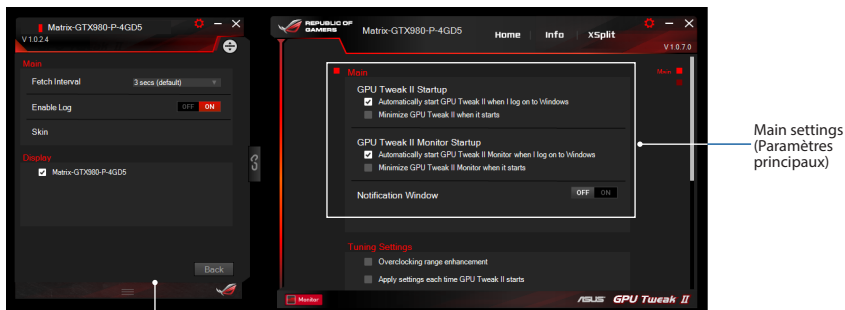 Matrix-GTX980-P-4GD5
V 1.0.2.4
Main
Fetch Interval
3 secs (default)
Enable Log
OFF ON
Skin
Display
Matrix-GTX980-P-4GD5
Back
REPUBLIC OF
GAMERS
Matrix-GTX980-P-4GD5
Home Info XSplit
V 1.0.7.0
Main
Main
GPU Tweak II Startup
Automatically start GPU Tweak II when I log on to Windows
Minimize GPU Tweak II when it starts
GPU Tweak II Monitor Startup
Automatically start GPU Tweak II Monitor when I log on to Windows
Minimize GPU Tweak II Monitor when it starts
Notification Window
OFF ON
Tuning Settings
Overclocking range enhancement
Apply settings each time GPU Tweak II starts
Monitor
ASUS GPU Tweak II
Main settings
(Paramètres
principaux)